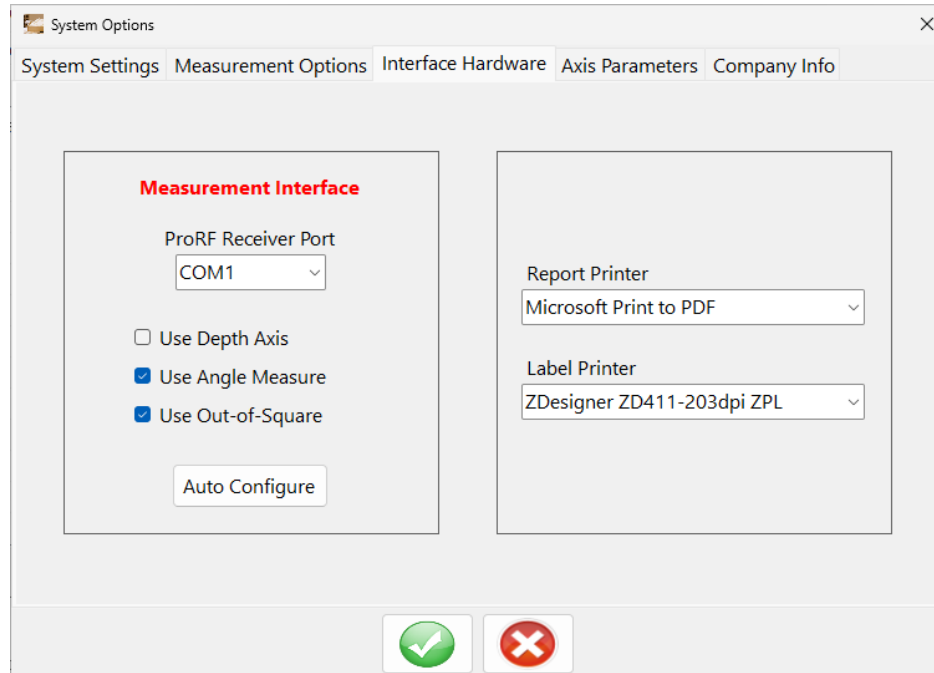 System Options
System Settings Measurement Options Interface Hardware Axis Parameters Company Info
Measurement Interface
ProRF Receiver Port
COM1
Use Depth Axis
Use Angle Measure
Use Out-of-Square
Auto Configure
Report Printer
Microsoft Print to PDF
Label Printer
ZDesigner ZD411-203dpi ZPL